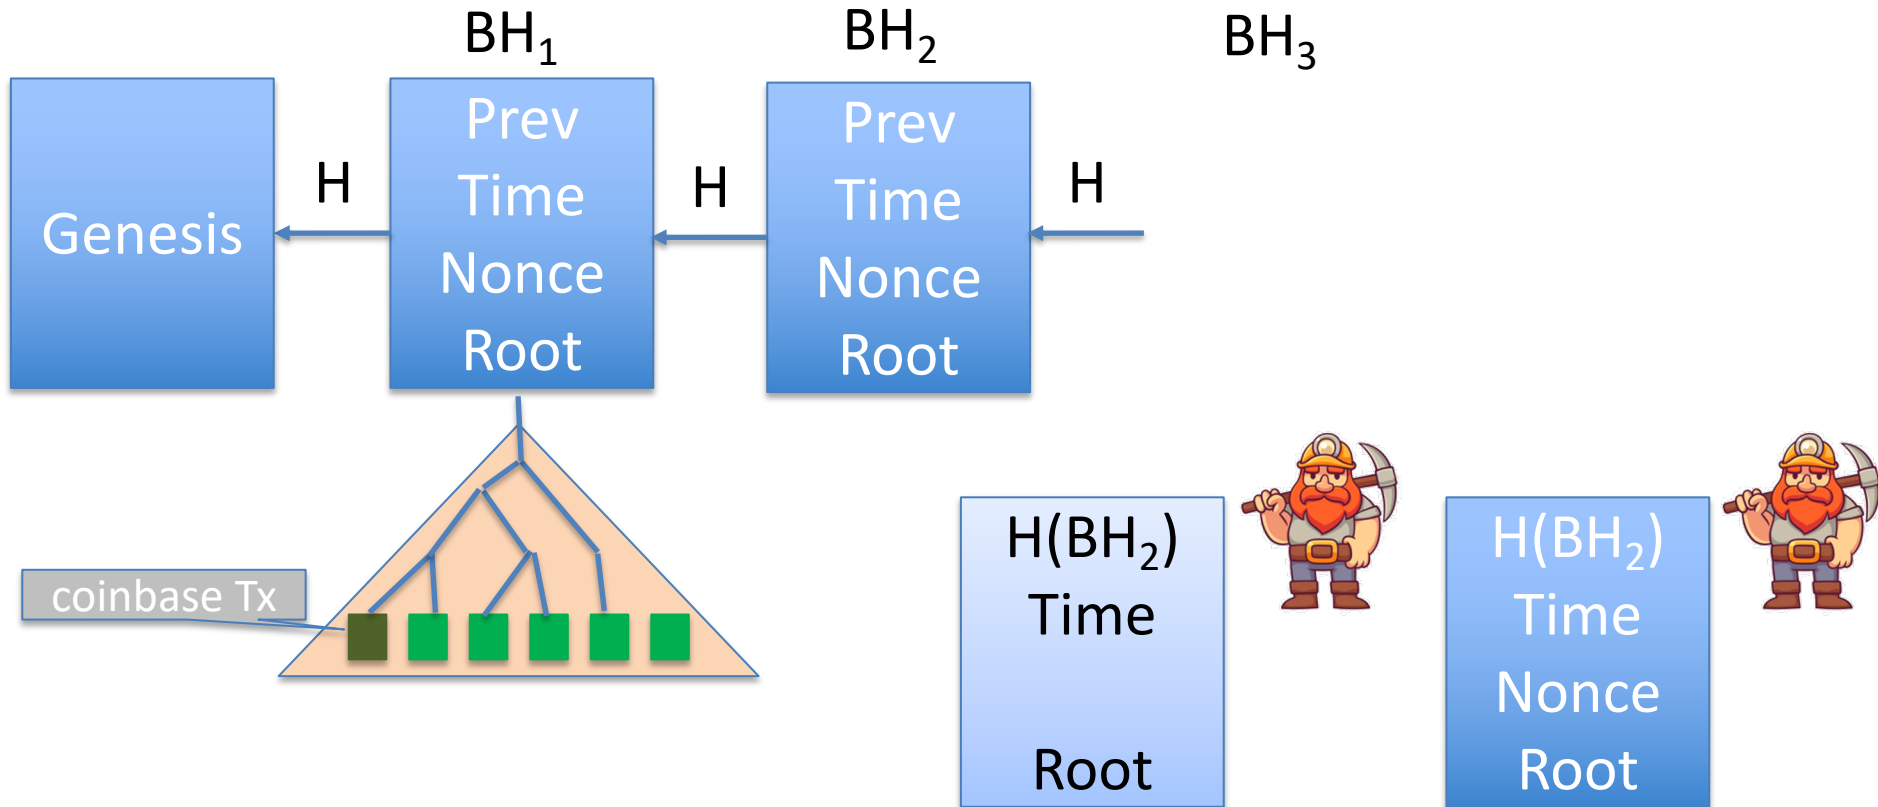 BH₁
BH₂
BH₃
Genesis
H
Prev
Time
Nonce
Root
H
Prev
Time
Nonce
Root
H
coinbase Tx
H(BH₂)
Time
Root
H(BH₂)
Time
Nonce
Root